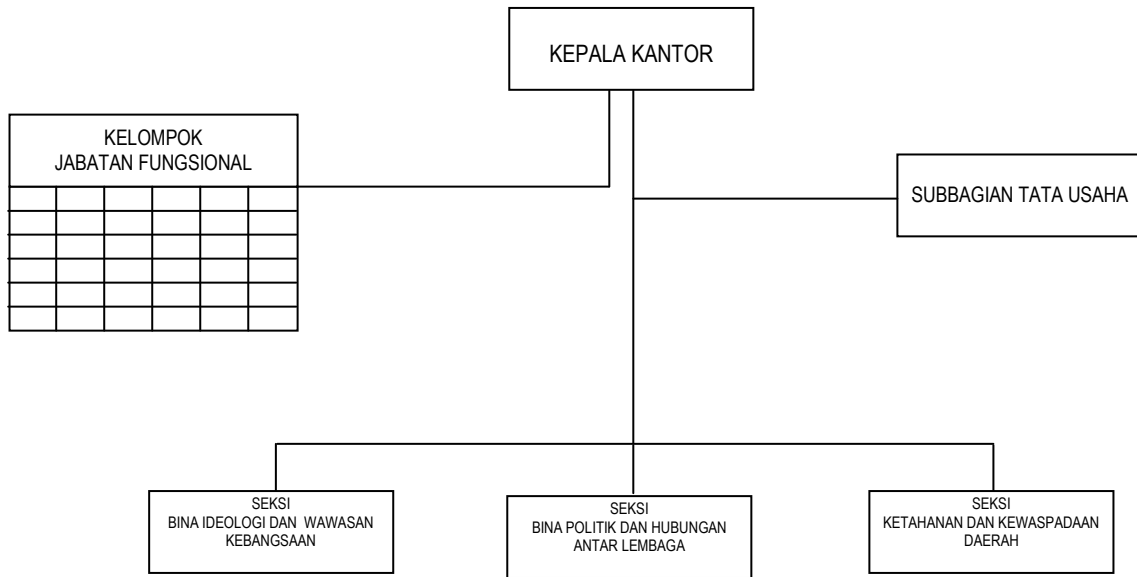 KEPALA KANTOR
KELOMPOK
JABATAN FUNGSIONAL
SUBBAGIAN TATA USAHA
SEKSI
BINA IDEOLOGI DAN WAWASAN
KEBANGSAAN
SEKSI
BINA POLITIK DAN HUBUNGAN
ANTAR LEMBAGA
SEKSI
KETAHANAN DAN KEWASPADAAN
DAERAH